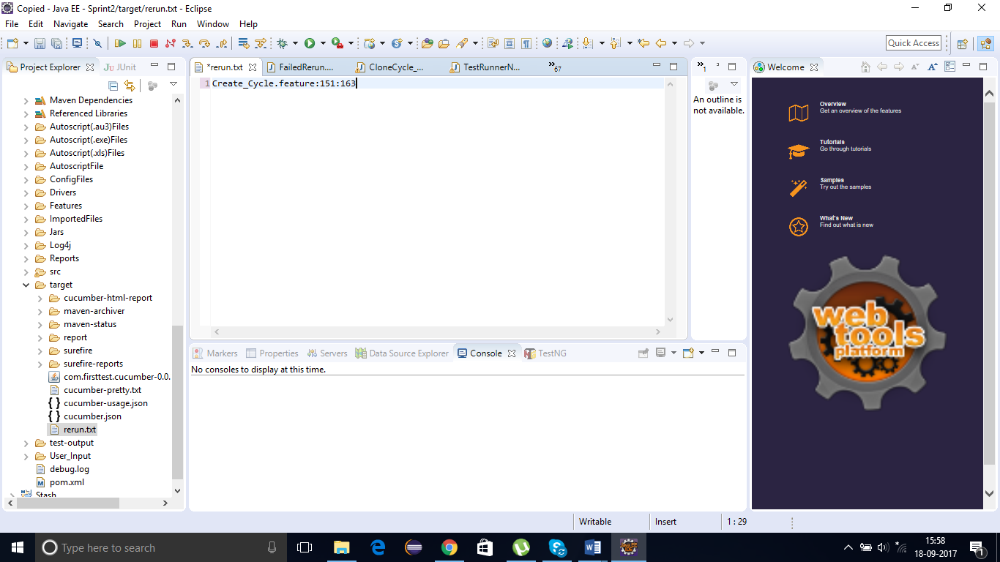 Copied - Java EE - Sprint2/target/rerun.txt - Eclipse
File Edit Navigate Search Project Run Window Help
Quick Access
Project Explorer JUnit
*rerun.txt FailedRerun.... CloneCycle_... TestRunnerN... »67
»1
Welcome
1 Create_Cycle.feature:151:163
An outline is
not available.
Maven Dependencies
Referenced Libraries
Autoscript(.au3)Files
Autoscript(.exe)Files
Autoscript(.xls)Files
AutoscriptFile
ConfigFiles
Drivers
Features
ImportedFiles
Jars
Log4j
Reports
src
target
cucumber-html-report
maven-archiver
maven-status
report
surefire
surefire-reports
com.firsttest.cucumber-0.0.
cucumber-pretty.txt
cucumber-usage.json
cucumber.json
rerun.txt
test-output
User_Input
debug.log
pom.xml
Stash
Markers Properties Servers Data Source Explorer Console TestNG
No consoles to display at this time.
Overview
Get an overview of the features
Tutorials
Go through tutorials
Samples
Try out the samples
What's New
Find out what is new
web
tools
platform
Writable Insert 1 : 29
Type here to search
15:58
18-09-2017
1